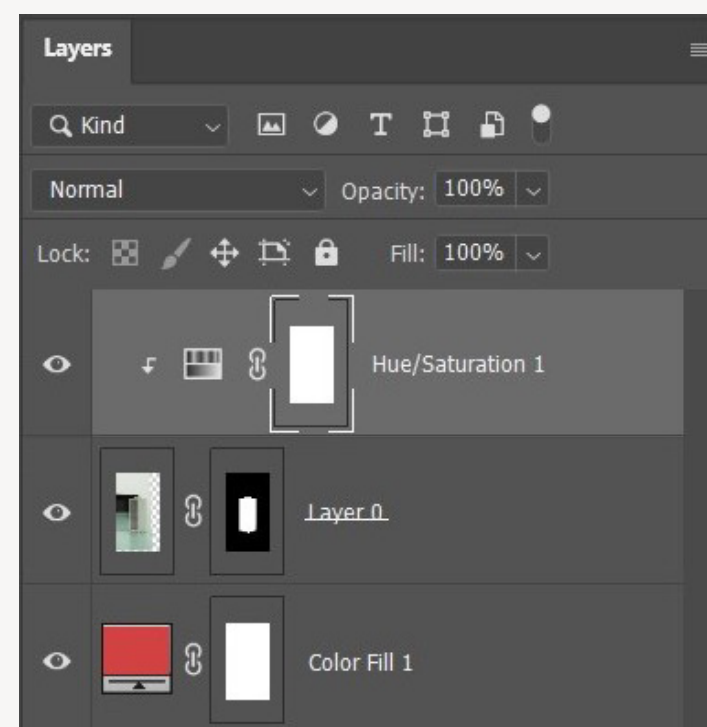 Layers
Kind
Normal Opacity: 100%
Lock: Fill: 100%
Hue/Saturation 1
Layer 0
Color Fill 1